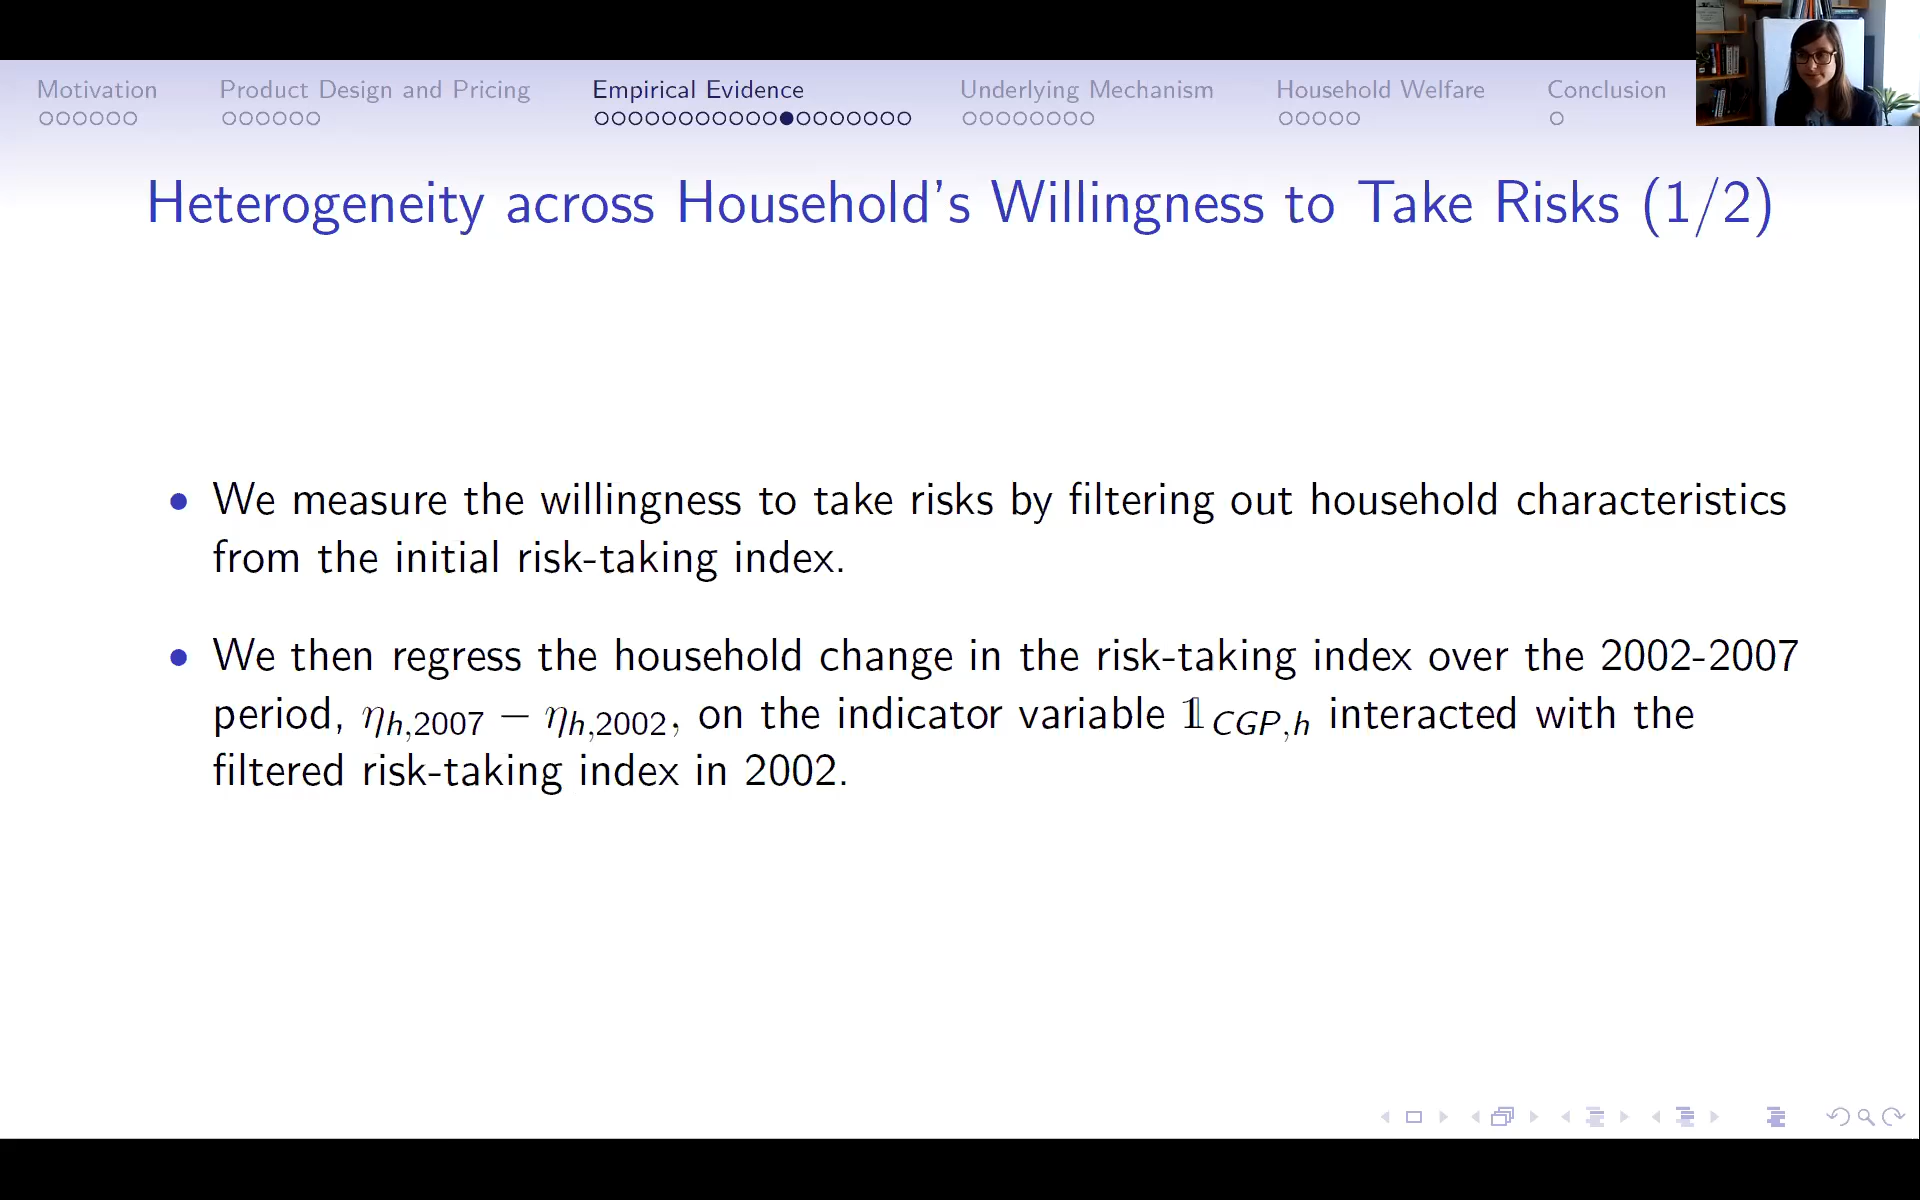 Motivation
Product Design and Pricing
Empirical Evidence
Underlying Mechanism
Household Welfare
Conclusion
Heterogeneity across Household's Willingness to Take Risks (1/2)
• We measure the willingness to take risks by filtering out household characteristics
from the initial risk-taking index.
• We then regress the household change in the risk-taking index over the 2002-2007
period, ηh,2007 − ηh,2002, on the indicator variable 𝟙CGP,h interacted with the
filtered risk-taking index in 2002.